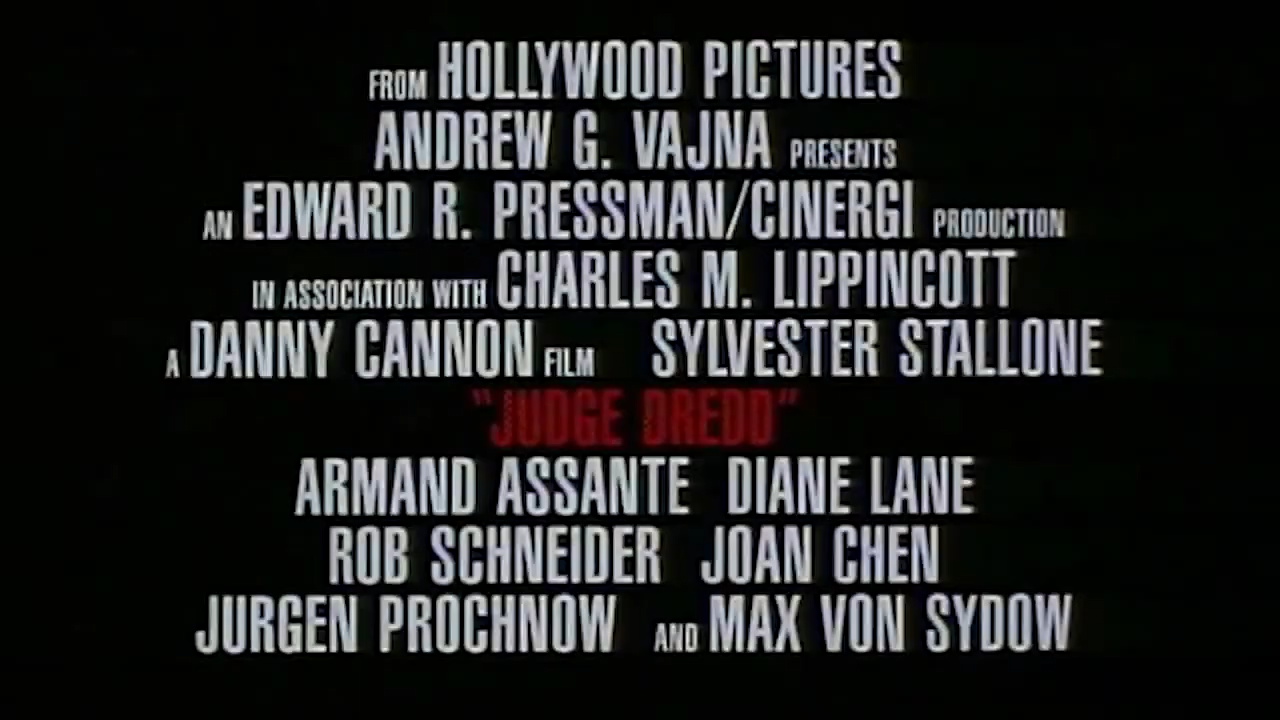 FROM HOLLYWOOD PICTURES
ANDREW G. VAJNA PRESENTS
AN EDWARD R. PRESSMAN/CINERGI PRODUCTION
IN ASSOCIATION WITH CHARLES M. LIPPINCOTT
A DANNY CANNON FILM SYLVESTER STALLONE
"JUDGE DREDD"
ARMAND ASSANTE DIANE LANE
ROB SCHNEIDER JOAN CHEN
JURGEN PROCHNOW AND MAX VON SYDOW